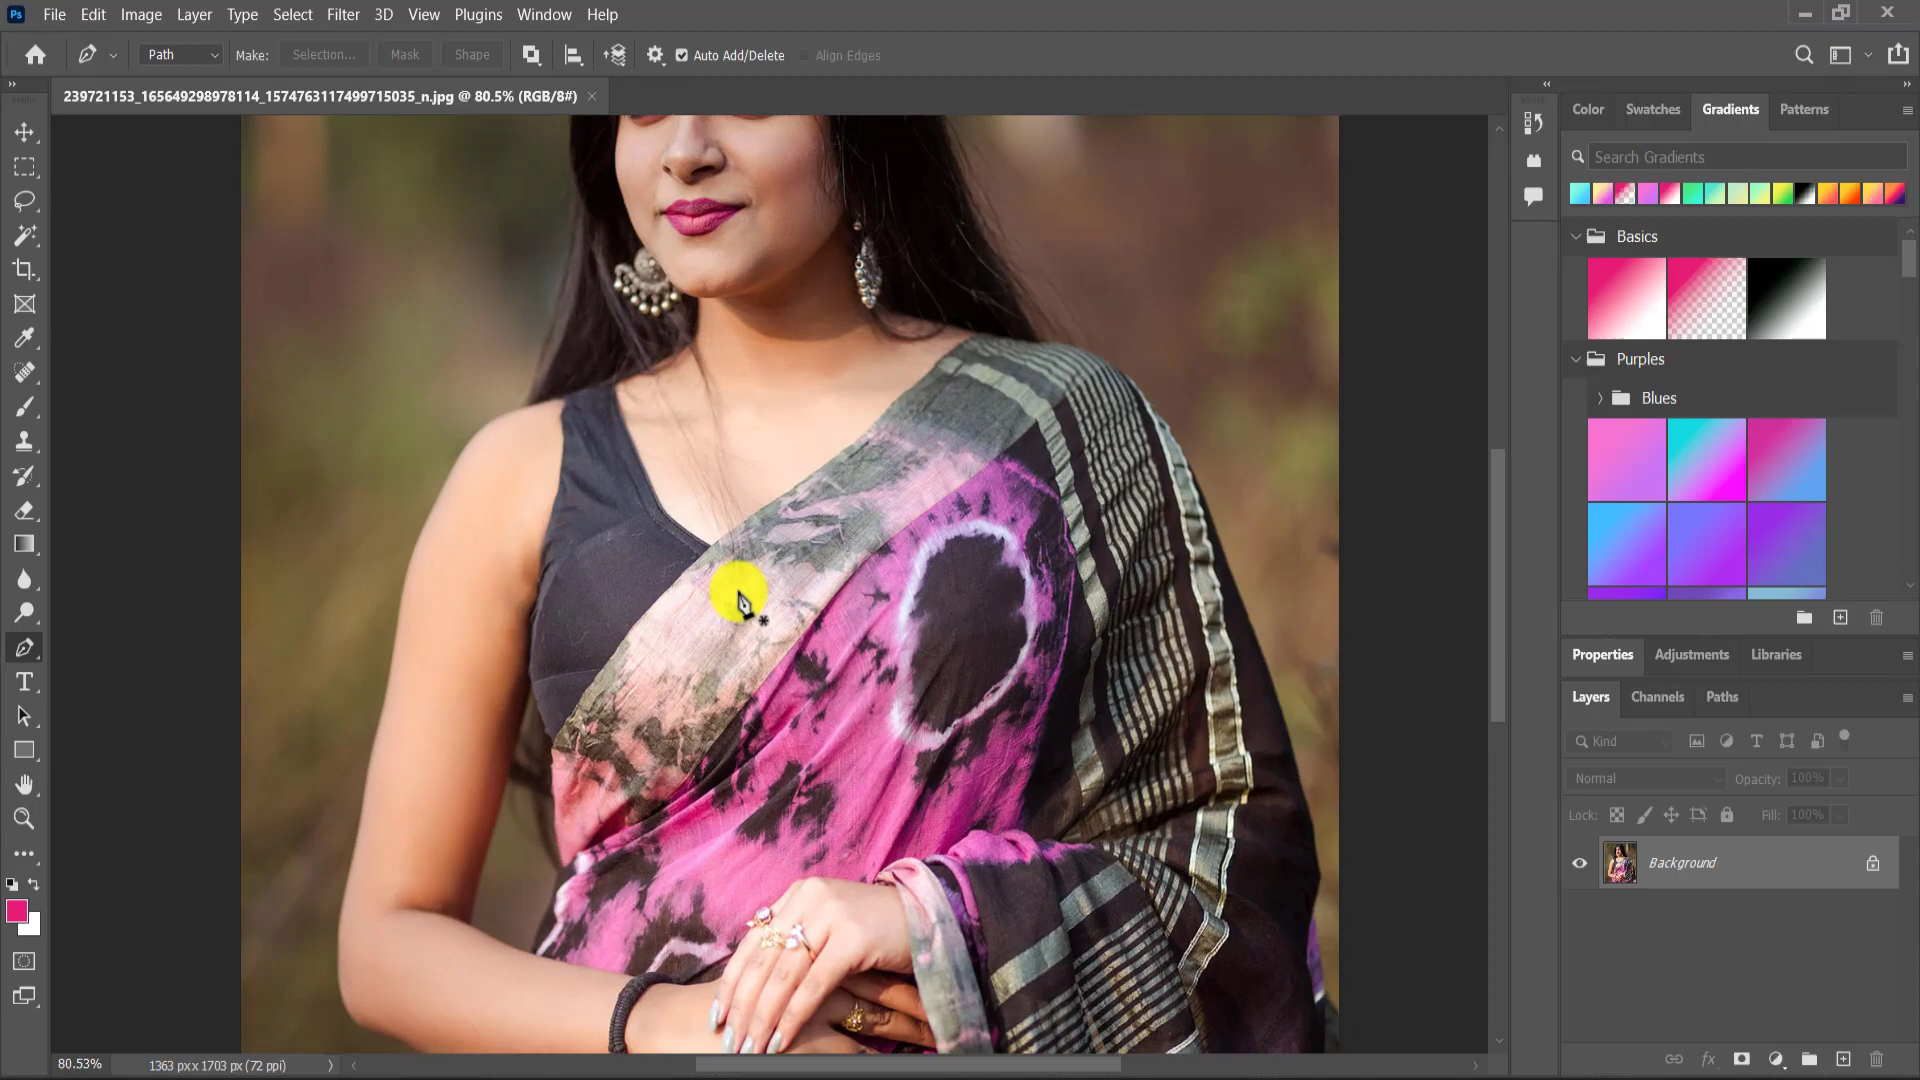 Ps File Edit Image Layer Type Select Filter 3D View Plugins Window Help
Path Make: Selection... Mask Shape Auto Add/Delete Align Edges
239721153_165649298978114_1574763117499715035_n.jpg @ 80.5% (RGB/8#)
Color Swatches Gradients Patterns
Search Gradients
Basics
Purples
Blues
Properties Adjustments Libraries
Layers Channels Paths
Kind
Normal Opacity: 100%
Lock: Fill: 100%
Background
80.53% 1363 px x 1703 px (72 ppi)
fx